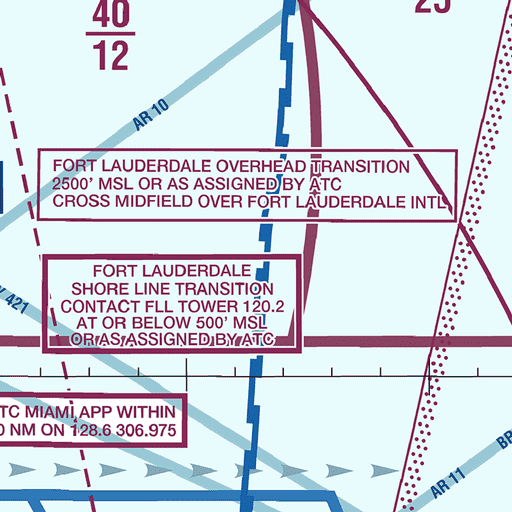 40
12
25
AR 10
FORT LAUDERDALE OVERHEAD TRANSITION
2500' MSL OR AS ASSIGNED BY ATC
CROSS MIDFIELD OVER FORT LAUDERDALE INTL
FORT LAUDERDALE
SHORE LINE TRANSITION
CONTACT FLL TOWER 120.2
AT OR BELOW 500' MSL
OR AS ASSIGNED BY ATC
421
TC MIAMI APP WITHIN
0 NM ON 128.6 306.975
AR 11
BR